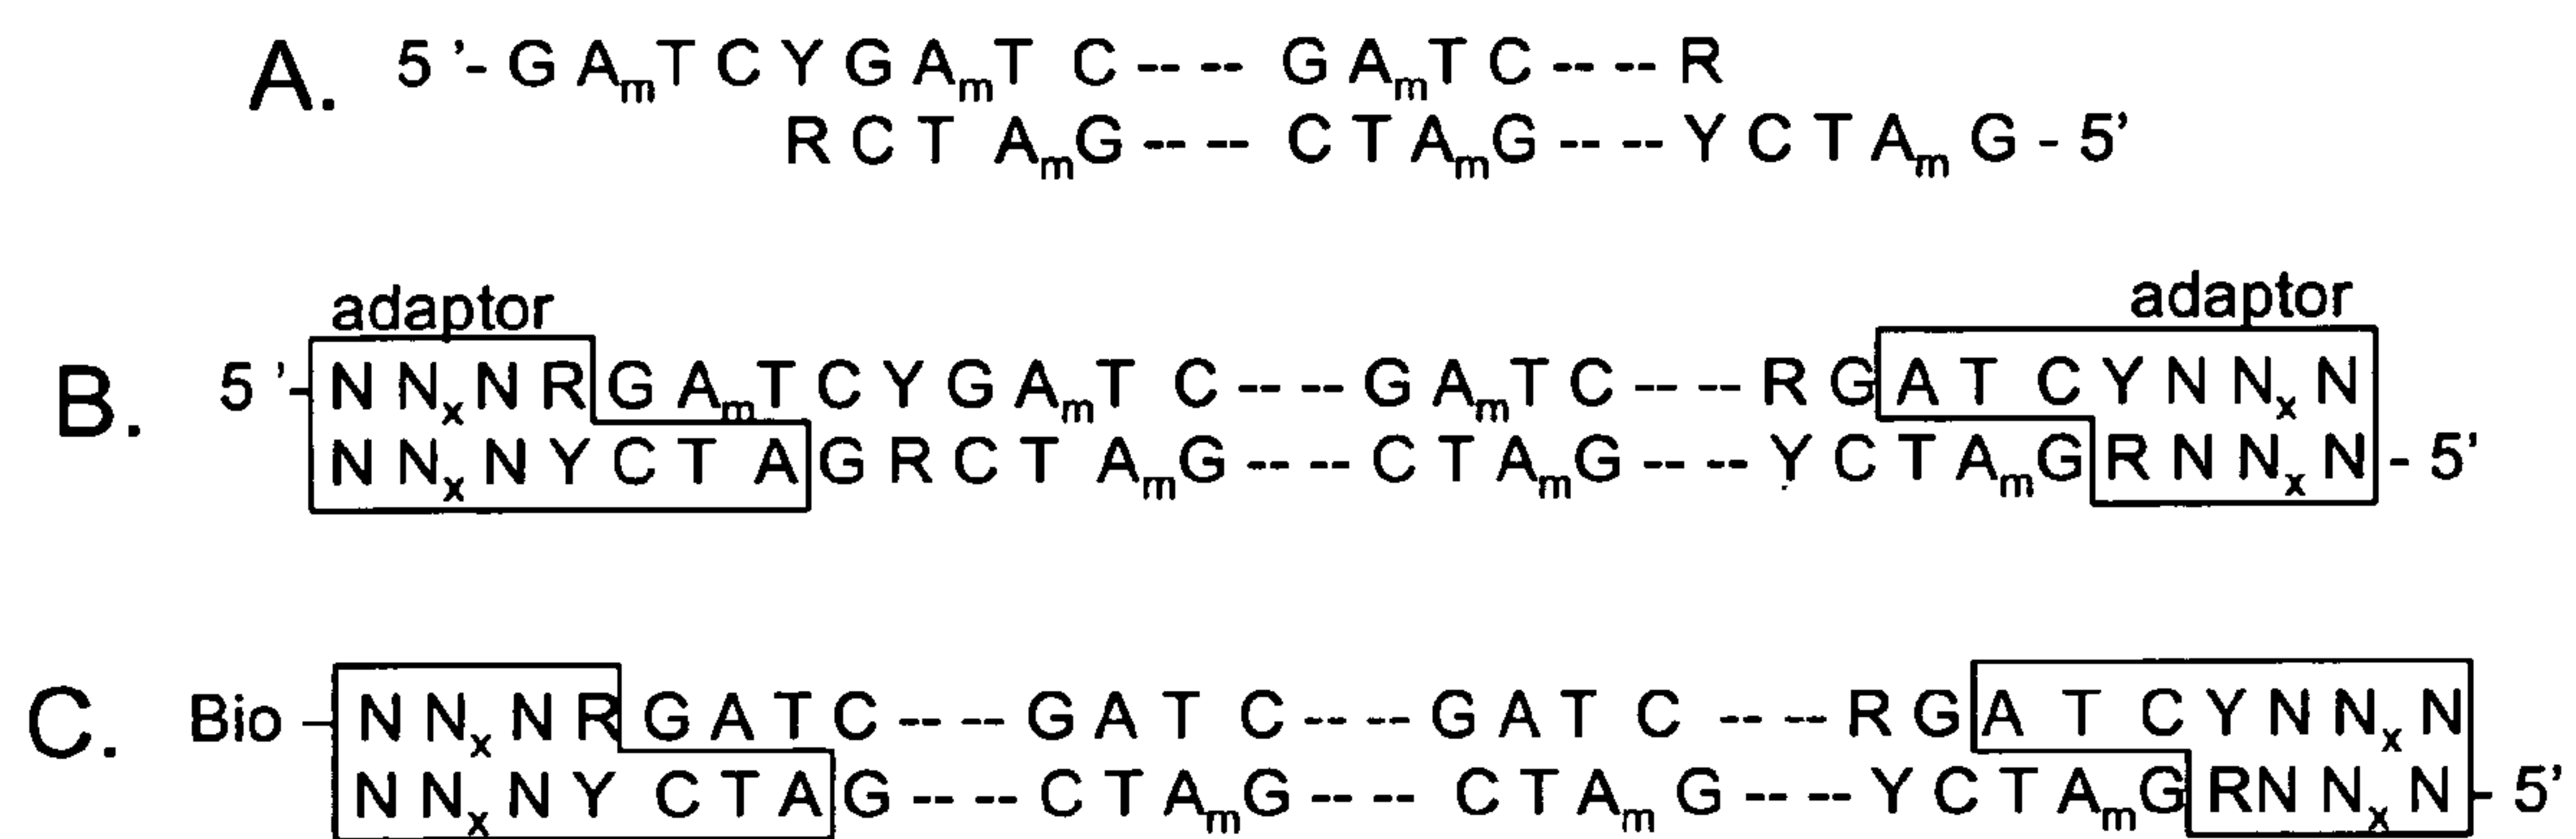 A. 5'- G AmT C Y G AmT C -- -- G AmT C -- -- R
R C T AmG -- -- C T AmG -- -- Y C T Am G - 5'
adaptor adaptor
B. 5'- N Nx N R G AmT C Y G AmT C -- -- G AmT C -- -- R G A T C Y N Nx N
N Nx N Y C T A G R C T AmG -- -- C T AmG -- -- Y C T AmG R N Nx N - 5'
C. Bio - N Nx N R G A T C -- -- G A T C -- -- G A T C -- -- R G A T C Y N Nx N
N Nx N Y C T A G -- -- C T AmG -- -- C T Am G -- -- Y C T AmG R N Nx N - 5'